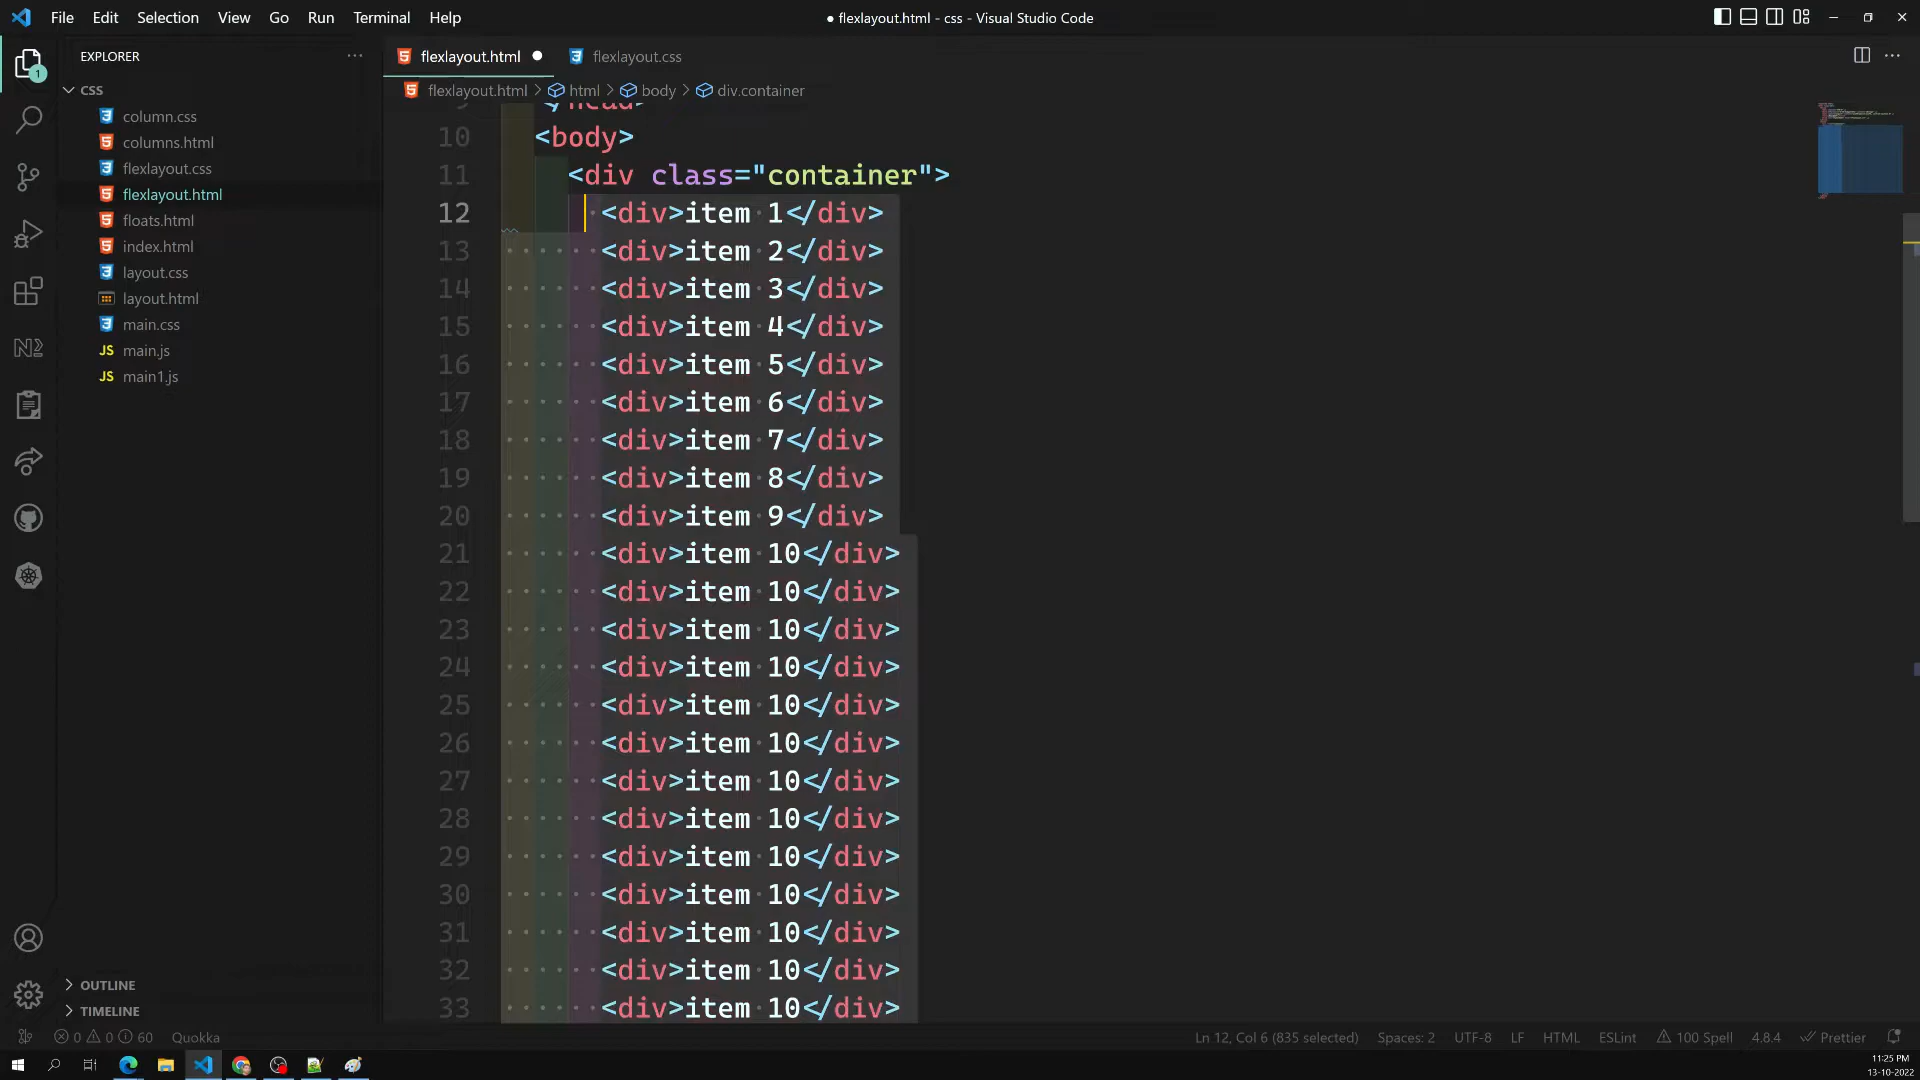 File Edit Selection View Go Run Terminal Help
● flexlayout.html - css - Visual Studio Code
EXPLORER
1
CSS
column.css
columns.html
flexlayout.css
flexlayout.html
floats.html
index.html
layout.css
layout.html
main.css
JS main.js
JS main1.js
OUTLINE
TIMELINE
flexlayout.html ● flexlayout.css
flexlayout.html > html > body > div.container
9 </head>
10 <body>
11 <div class="container">
12 <div>item 1</div>
13 <div>item 2</div>
14 <div>item 3</div>
15 <div>item 4</div>
16 <div>item 5</div>
17 <div>item 6</div>
18 <div>item 7</div>
19 <div>item 8</div>
20 <div>item 9</div>
21 <div>item 10</div>
22 <div>item 10</div>
23 <div>item 10</div>
24 <div>item 10</div>
25 <div>item 10</div>
26 <div>item 10</div>
27 <div>item 10</div>
28 <div>item 10</div>
29 <div>item 10</div>
30 <div>item 10</div>
31 <div>item 10</div>
32 <div>item 10</div>
33 <div>item 10</div>
0 0 60 Quokka
Ln 12, Col 6 (835 selected) Spaces: 2 UTF-8 LF HTML ESLint 100 Spell 4.8.4 Prettier
11:25 PM
13-10-2022